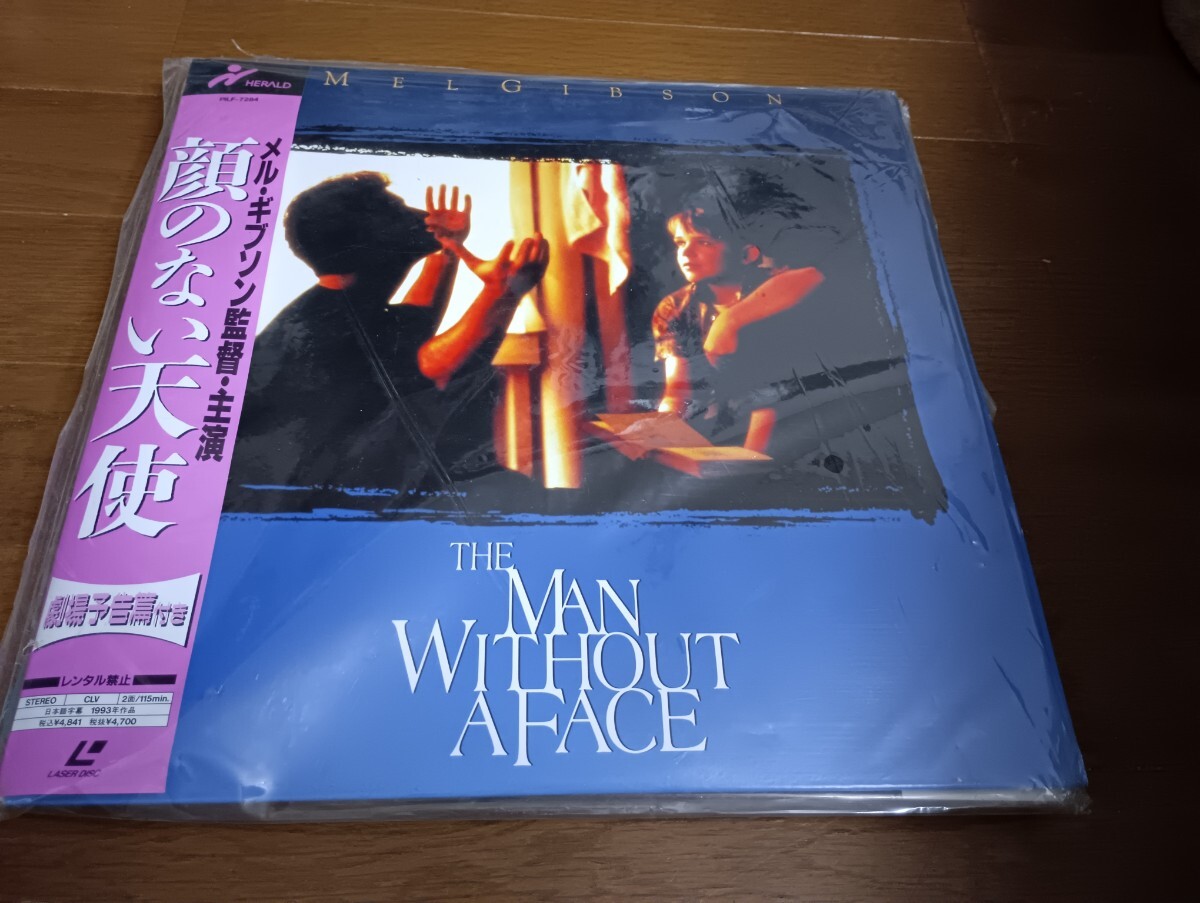 HERALD
PILF-7284
メル・ギブソン監督・主演
顔のない天使
劇場予告篇付き
レンタル禁止
STEREO CLV 2面/115min.
日本語字幕 1993年作品
税込¥4,841 税抜¥4,700
LASER DISC
MEL GIBSON
THE
MAN
WITHOUT
A FACE